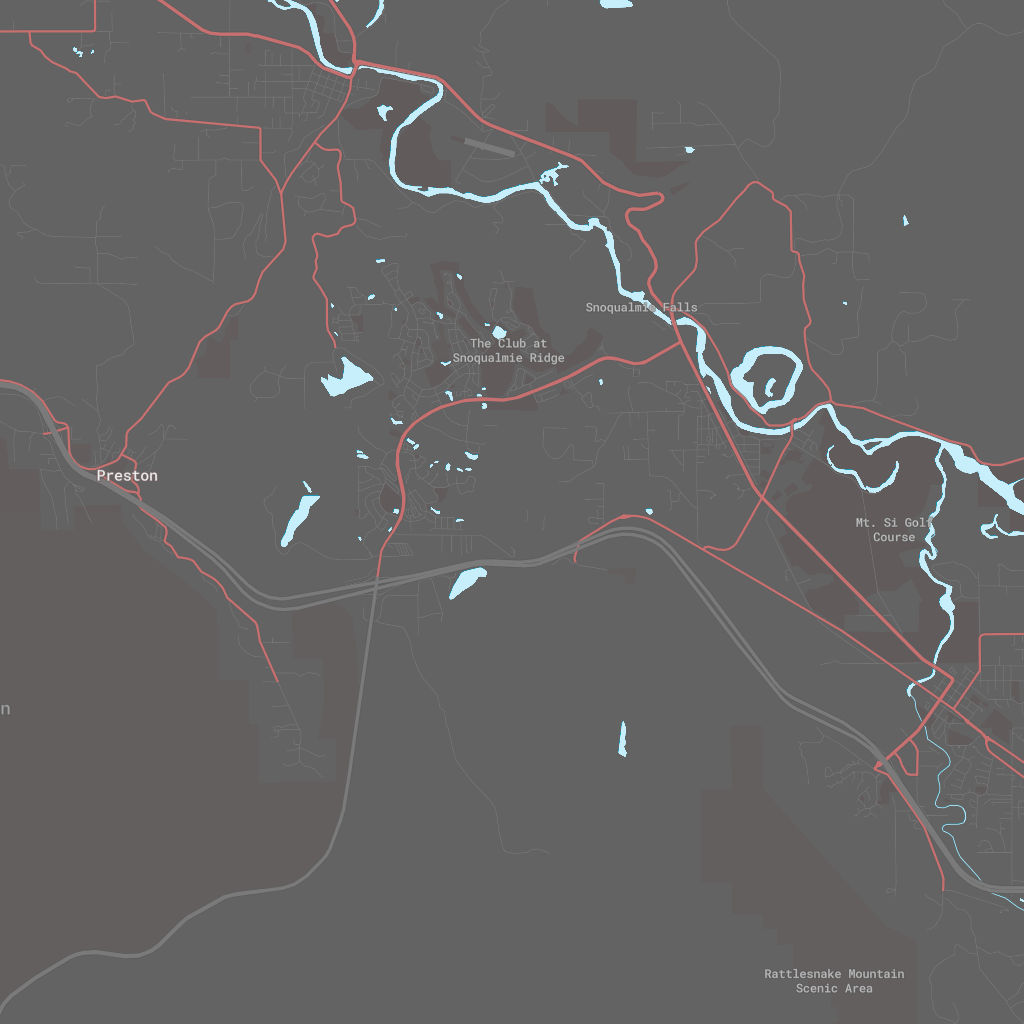 Snoqualmie Falls
The Club at
Snoqualmie Ridge
Preston
Mt. Si Golf
Course
n
Rattlesnake Mountain
Scenic Area